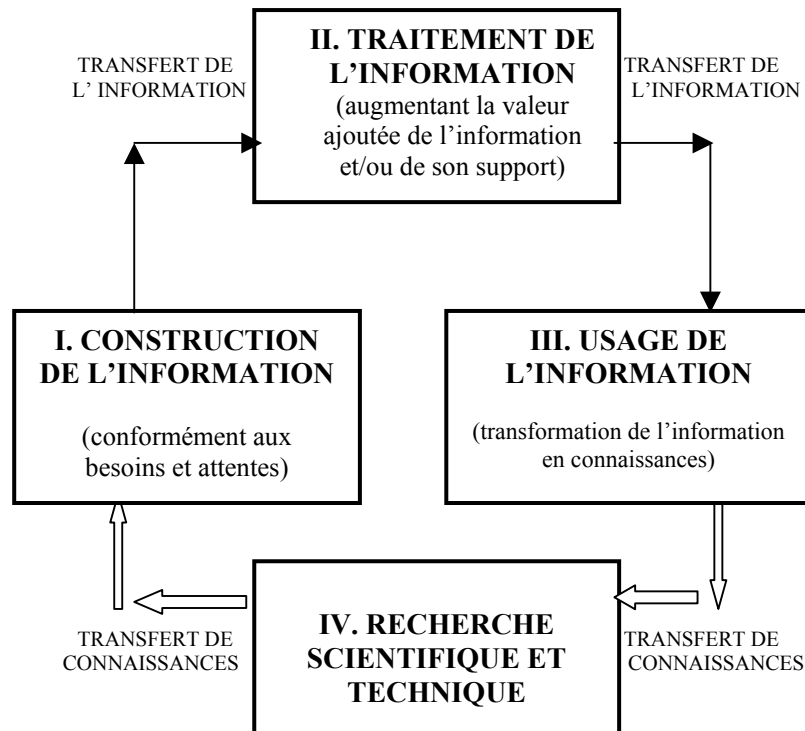 II. TRAITEMENT DE
L’INFORMATION
(augmentant la valeur
ajoutée de l’information
et/ou de son support)
TRANSFERT DE
L’ INFORMATION
TRANSFERT DE
L’INFORMATION
I. CONSTRUCTION
DE L’INFORMATION
(conformément aux
besoins et attentes)
III. USAGE DE
L’INFORMATION
(transformation de l’information
en connaissances)
IV. RECHERCHE
SCIENTIFIQUE ET
TECHNIQUE
TRANSFERT DE
CONNAISSANCES
TRANSFERT DE
CONNAISSANCES